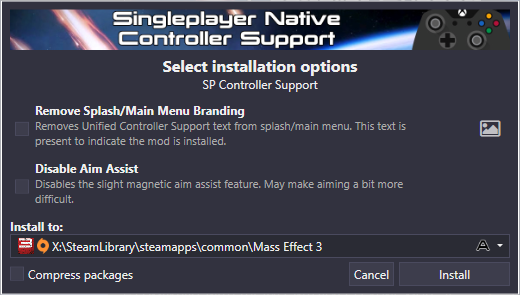 Singleplayer Native
Controller Support
Select installation options
SP Controller Support
Remove Splash/Main Menu Branding
Removes Unified Controller Support text from splash/main menu. This text is
present to indicate the mod is installed.
Disable Aim Assist
Disables the slight magnetic aim assist feature. May make aiming a bit more
difficult.
Install to:
3 X:\SteamLibrary\steamapps\common\Mass Effect 3 A
Compress packages
Cancel
Install